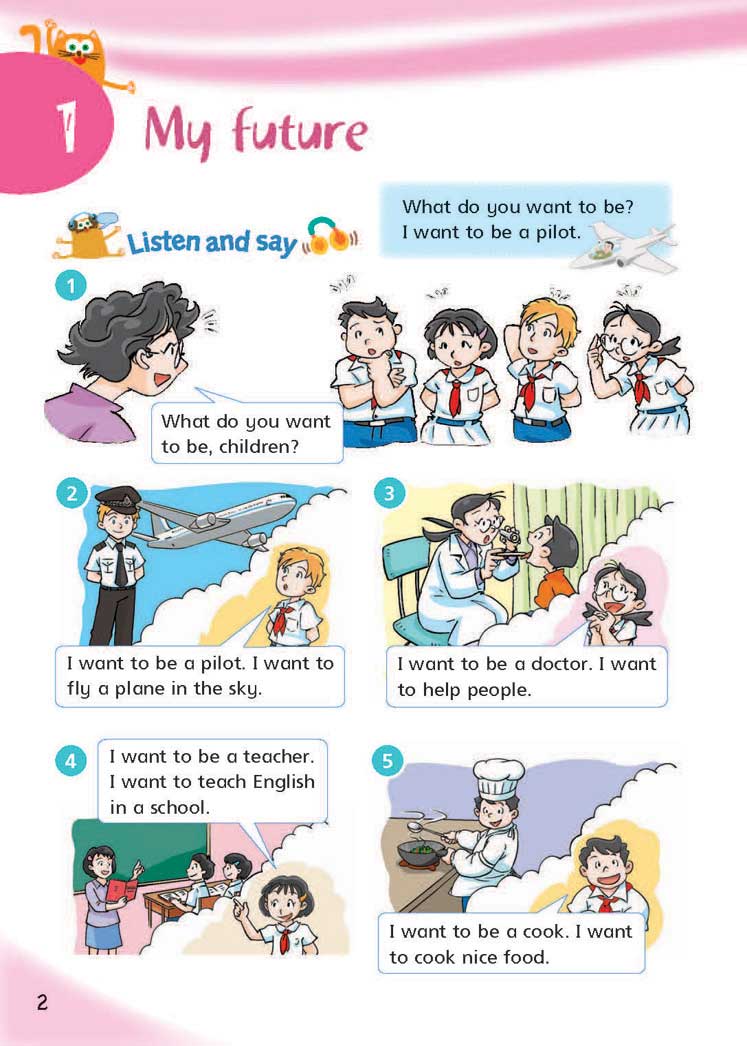 1
My future
Listen and say
What do you want to be?
I want to be a pilot.
1
What do you want
to be, children?
2
I want to be a pilot. I want to
fly a plane in the sky.
3
I want to be a doctor. I want
to help people.
4
I want to be a teacher.
I want to teach English
in a school.
5
I want to be a cook. I want
to cook nice food.
2